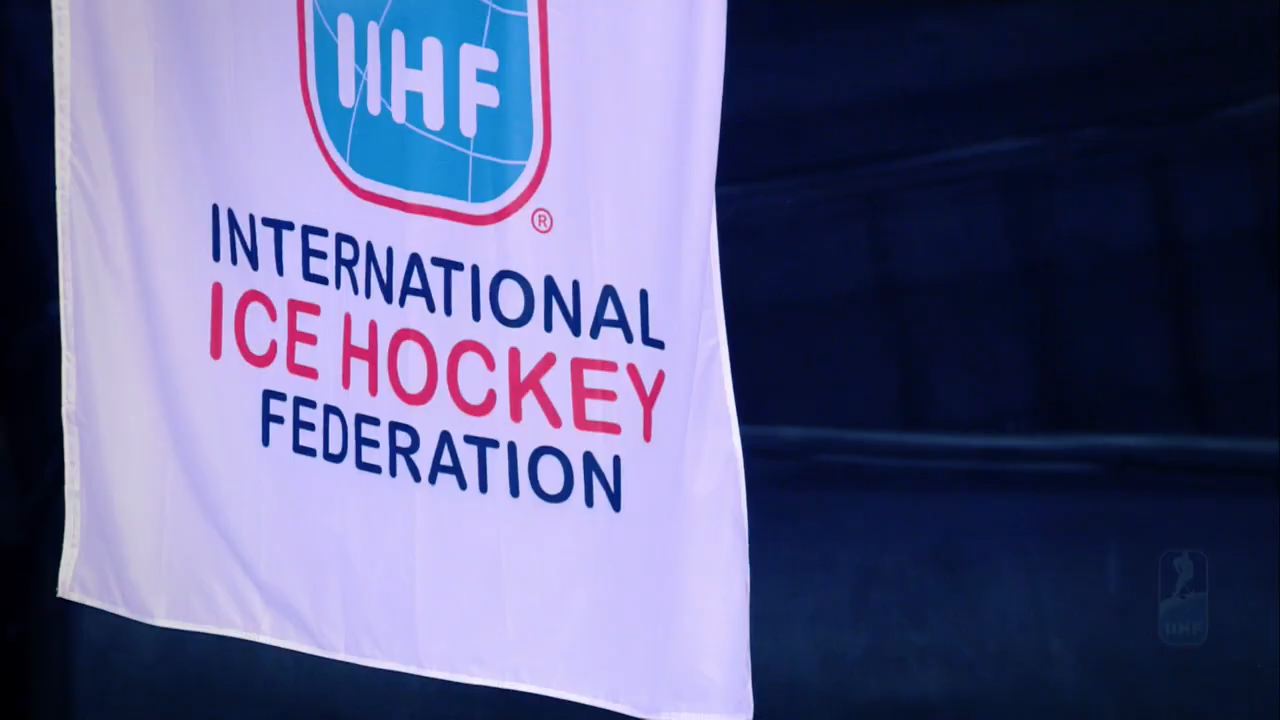 IIHF
®
INTERNATIONAL
ICE HOCKEY
FEDERATION
IIHF